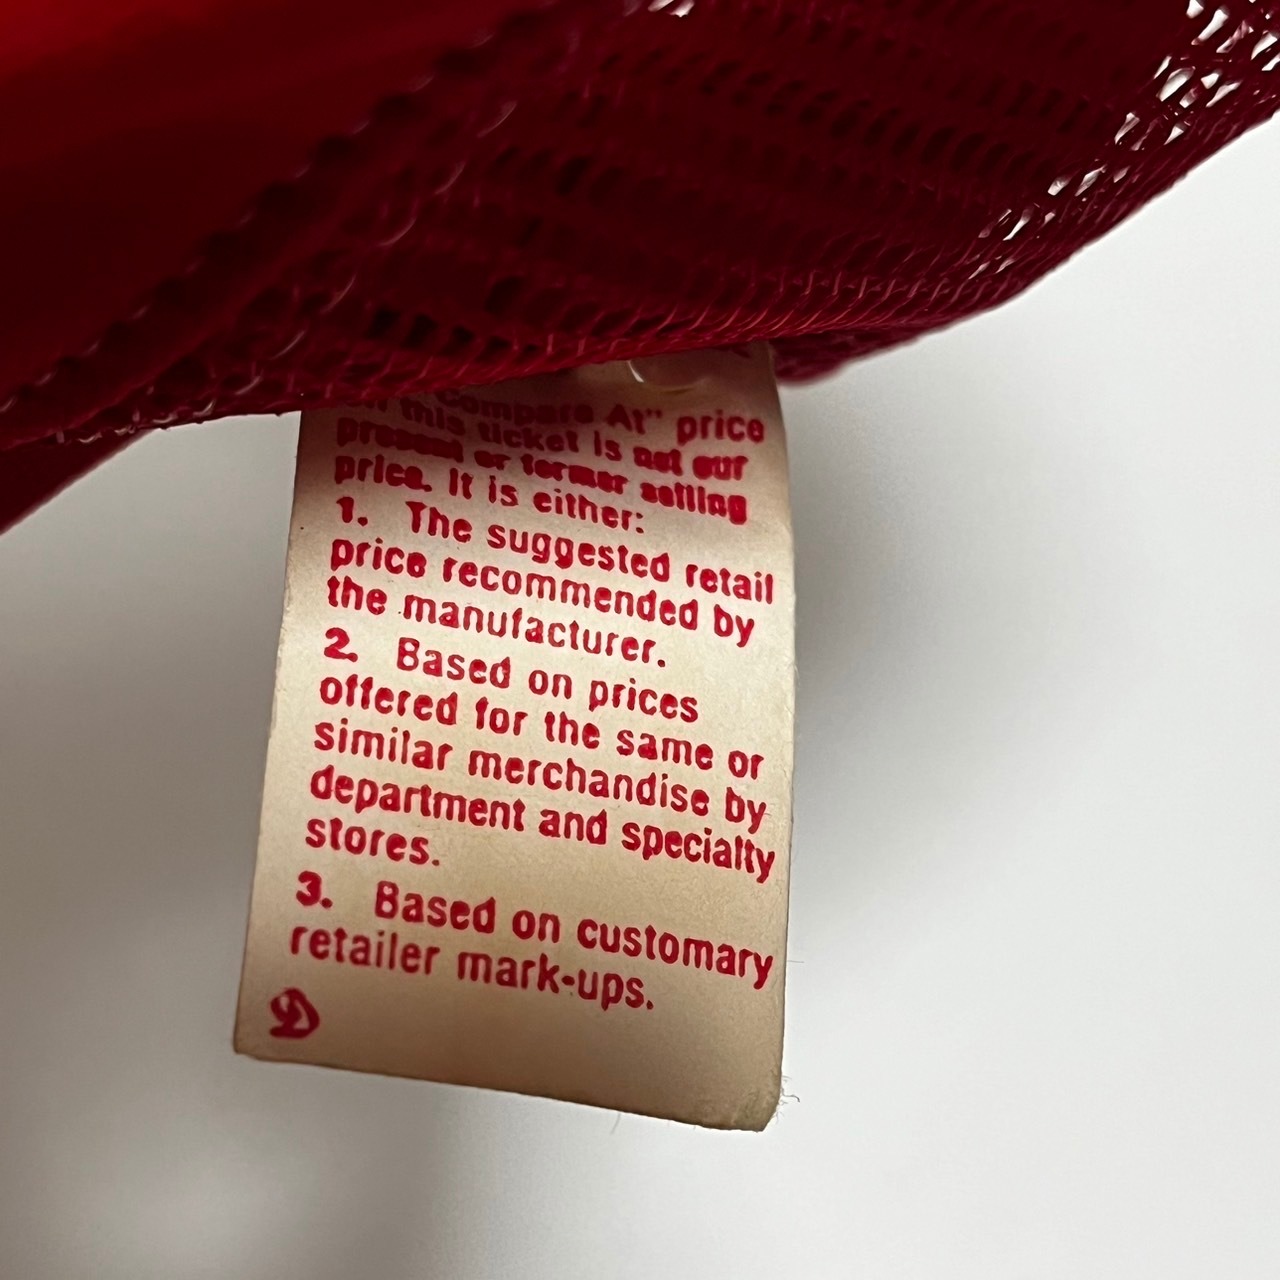 "Compare At" price
this ticket is not our
present or former selling
price. It is either:
1. The suggested retail
price recommended by
the manufacturer.
2. Based on prices
offered for the same or
similar merchandise by
department and specialty
stores.
3. Based on customary
retailer mark-ups.